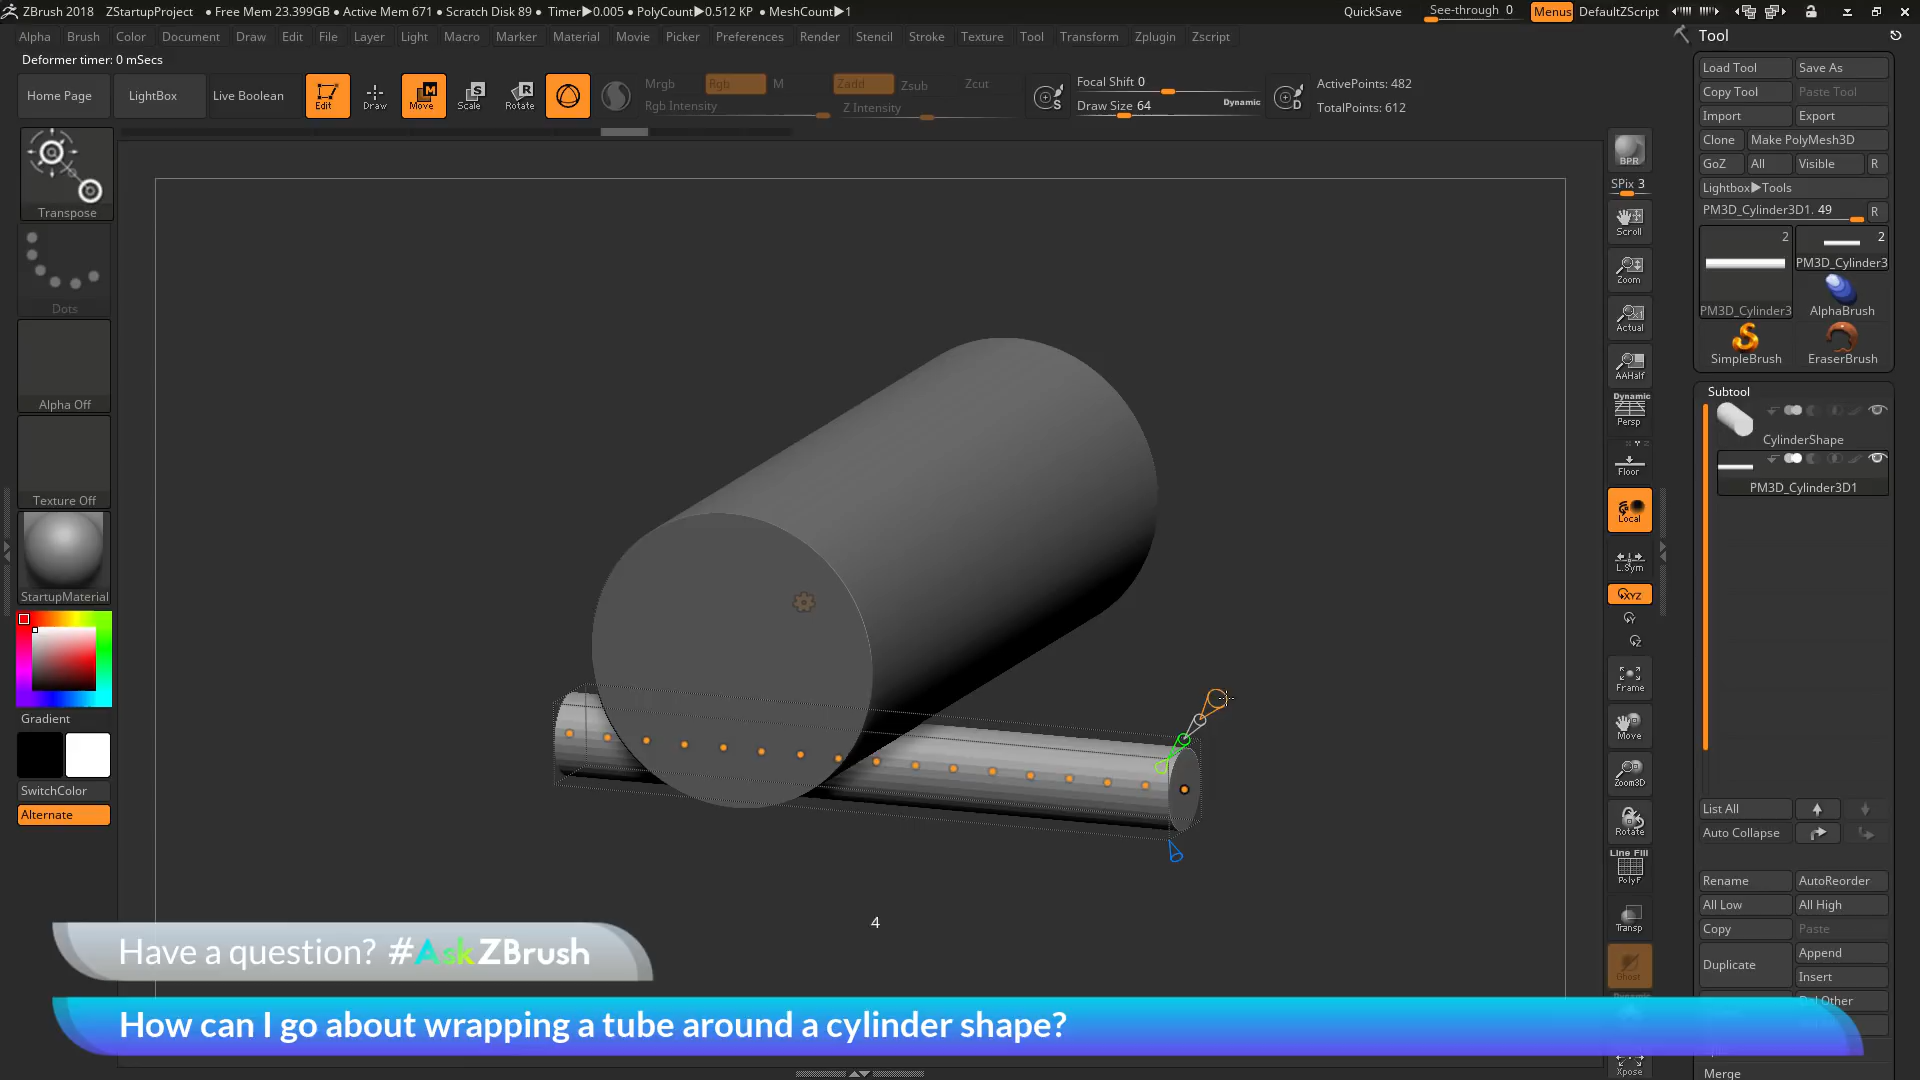 ZBrush 2018 ZStartupProject • Free Mem 23.399GB • Active Mem 671 • Scratch Disk 89 • Timer▶0.005 • PolyCount▶0.512 KP • MeshCount▶1 QuickSave See-through 0 Menus DefaultZScript
Alpha Brush Color Document Draw Edit File Layer Light Macro Marker Material Movie Picker Preferences Render Stencil Stroke Texture Tool Transform Zplugin Zscript
Deformer timer: 0 mSecs
Home Page LightBox Live Boolean Edit Draw Move Scale Rotate
Mrgb Rgb M Zadd Zsub Zcut
Rgb Intensity Z Intensity
S Focal Shift 0
Draw Size 64 Dynamic
D ActivePoints: 482
TotalPoints: 612
Transpose
Dots
Alpha Off
Texture Off
StartupMaterial
Gradient
SwitchColor
Alternate
4
BPR
SPix 3
Scroll
Zoom
Actual
AAHalf
Dynamic
Persp
Floor
Local
L.Sym
XYZ
Y
Z
Frame
Move
Zoom3D
Rotate
Line Fill
PolyF
Transp
Ghost
Xpose
Tool
Load Tool Save As
Copy Tool Paste Tool
Import Export
Clone Make PolyMesh3D
GoZ All Visible R
Lightbox▶Tools
PM3D_Cylinder3D1. 49 R
2 2
PM3D_Cylinder3
PM3D_Cylinder3 AlphaBrush
SimpleBrush EraserBrush
Subtool
CylinderShape
PM3D_Cylinder3D1
List All
Auto Collapse
Rename AutoReorder
All Low All High
Copy Paste
Duplicate Append
Insert
Del Other
Merge
Have a question? #AskZBrush
How can I go about wrapping a tube around a cylinder shape?